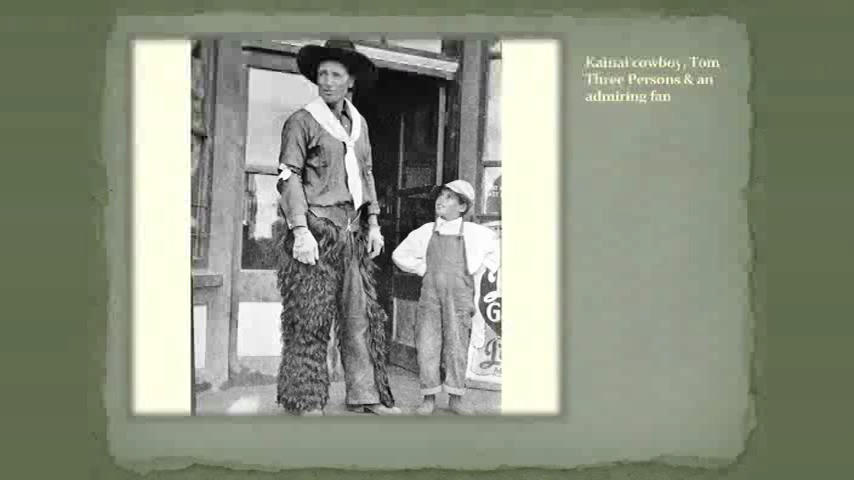 Kainai cowboy, Tom
Three Persons & an
admiring fan